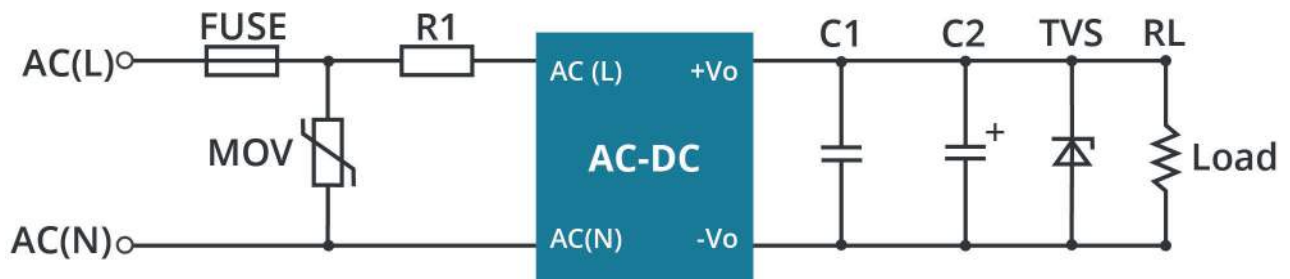 FUSE
R1
C1
C2
TVS
RL
AC(L)
AC (L)
+Vo
MOV
AC-DC
+
Load
AC(N)
AC(N)
-Vo